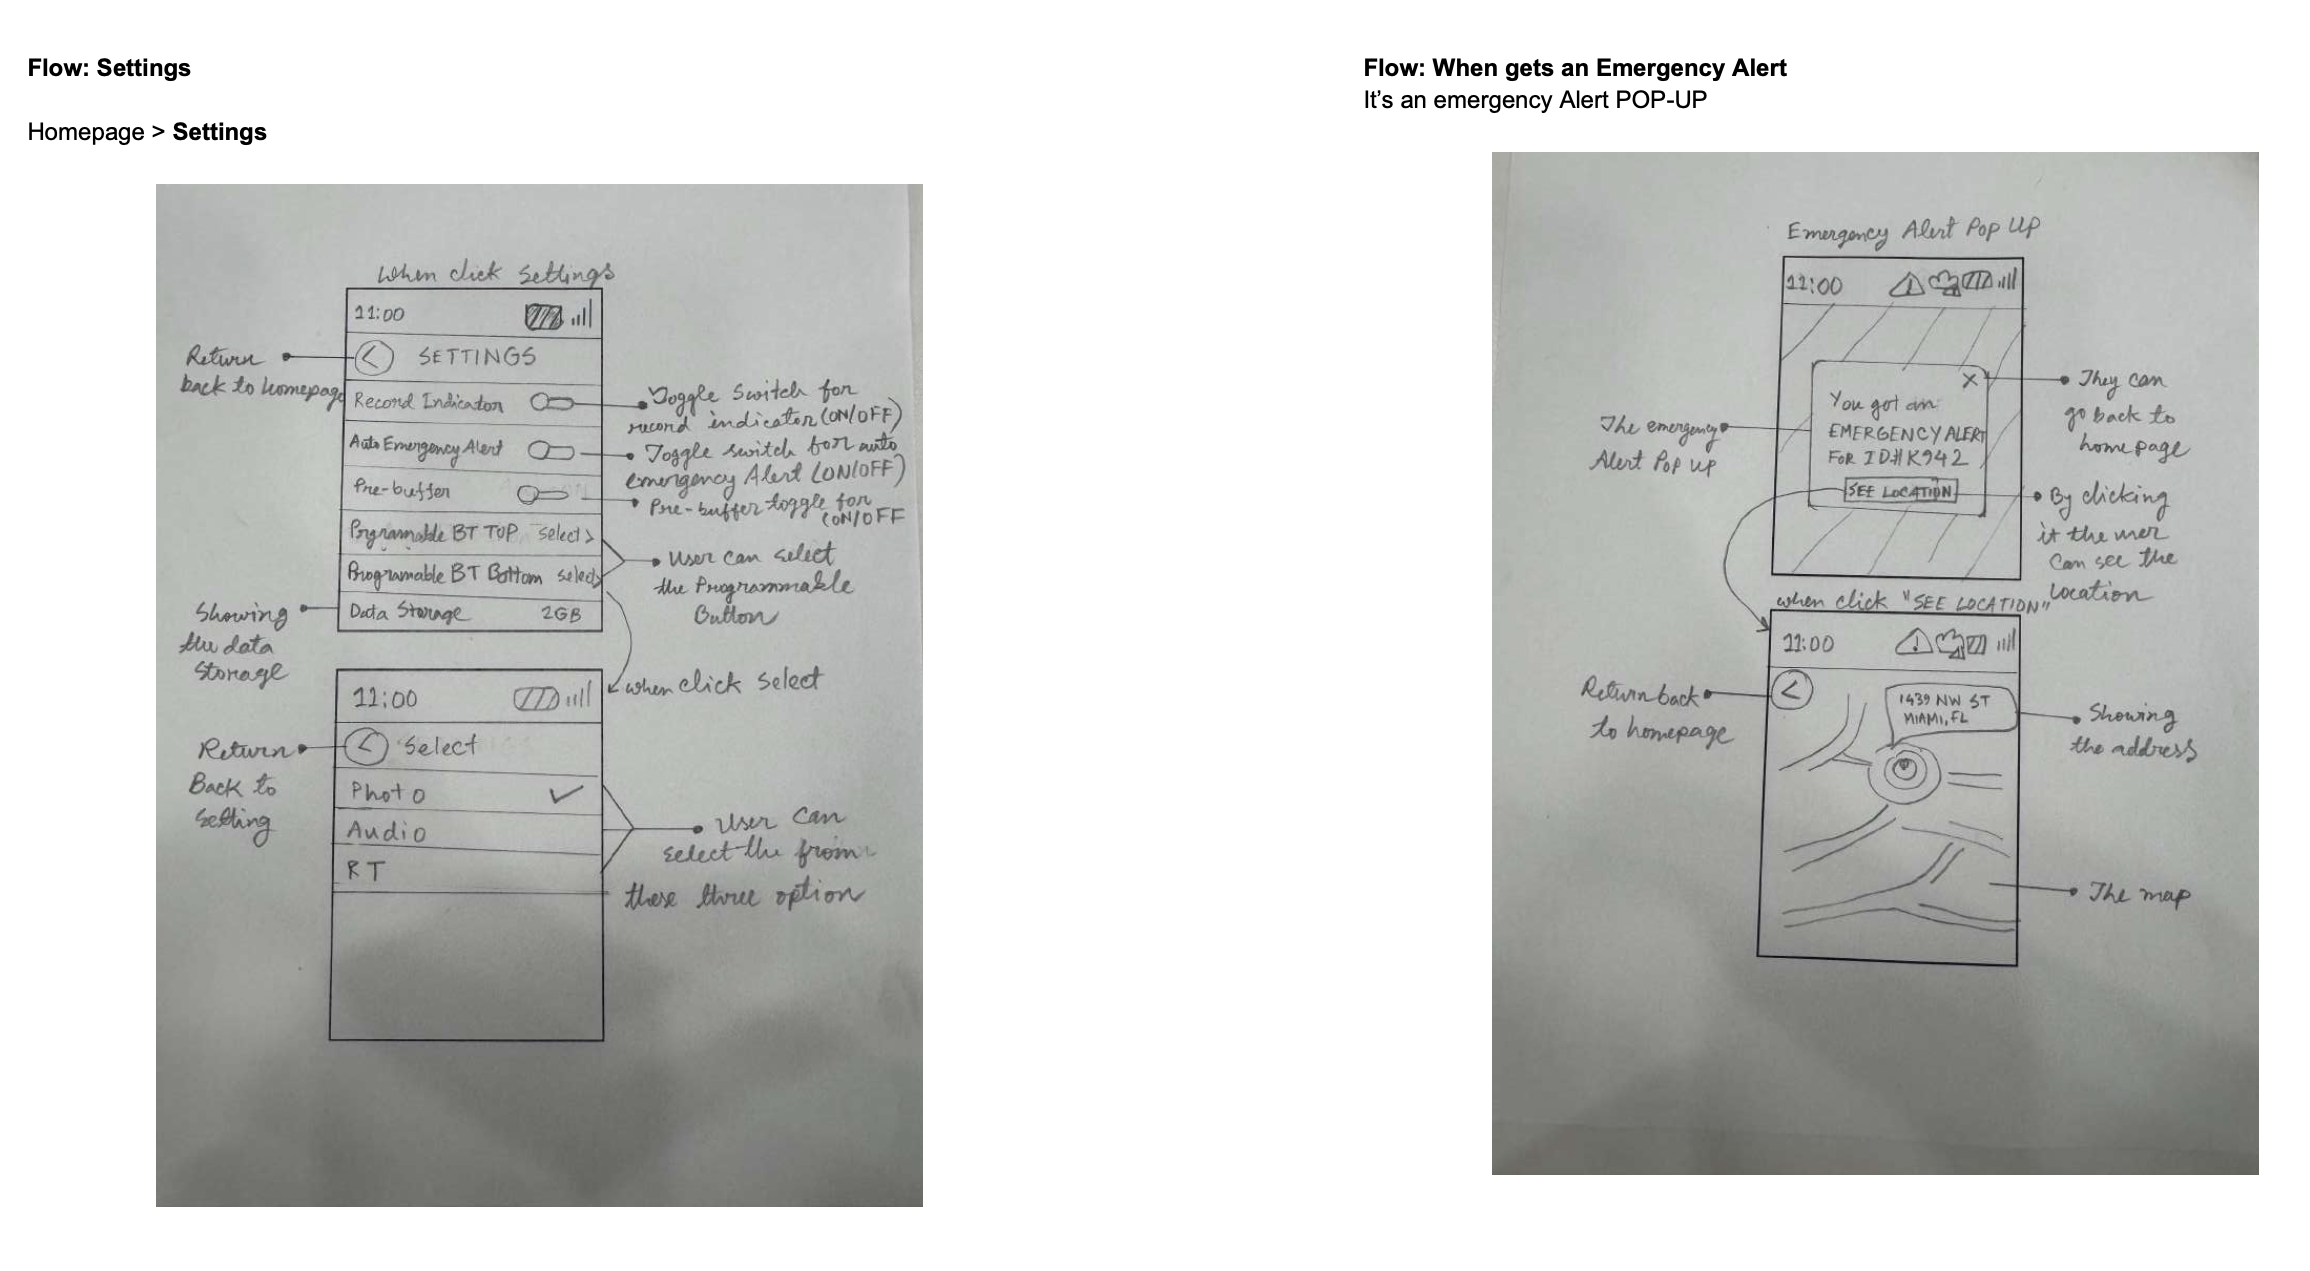 Flow: Settings
Homepage > Settings
When click Settings
11:00
Return
back to homepage
< SETTINGS
Record Indicator
Toggle Switch for
record indicator (ON/OFF)
Auto Emergency Alert
Toggle switch for auto
emergency Alert (ON/OFF)
Pre-buffer
Pre-buffer toggle for
(ON/OFF
Prgramable BT TOP Select >
Programable BT Bottom select>
User can select
the Programmable
Button
Data Storage 2GB
Showing
the data
Storage
when click select
11:00
< Select
Return
Back to
Setting
Photo ✓
Audio
RT
User can
select the from
these three option
Flow: When gets an Emergency Alert
It’s an emergency Alert POP-UP
Emergency Alert Pop UP
11:00
X
They can
go back to
home page
The emergency
Alert Pop up
You got an
EMERGENCY ALERT
FOR ID#K942
SEE LOCATION
By clicking
it the user
can see the
location
when click "SEE LOCATION"
11:00
<
Return back
to homepage
1439 NW ST
MIAMI, FL
Showing
the address
The map